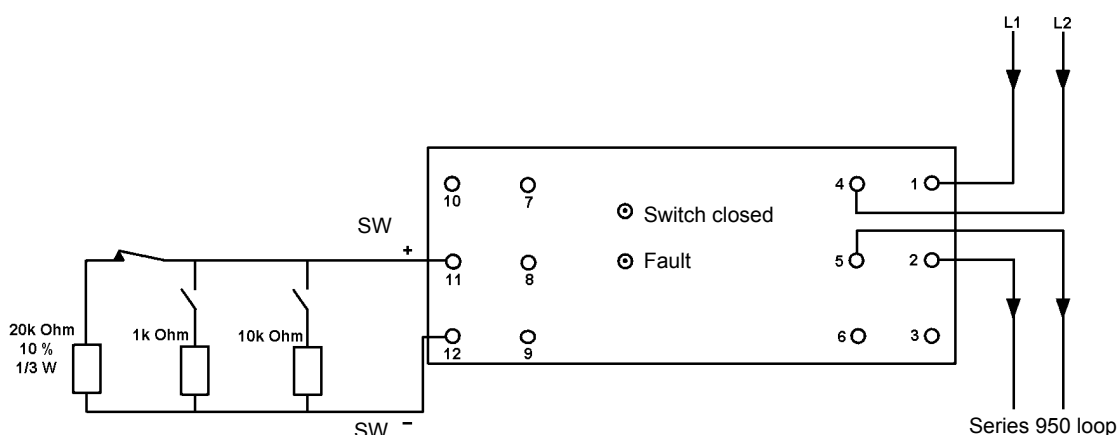 L1 L2
10 7 4 1
Switch closed
SW
+
Fault
11 8 5 2
20k Ohm
10 %
1/3 W
1k Ohm 10k Ohm
12 9 6 3
SW -
Series 950 loop